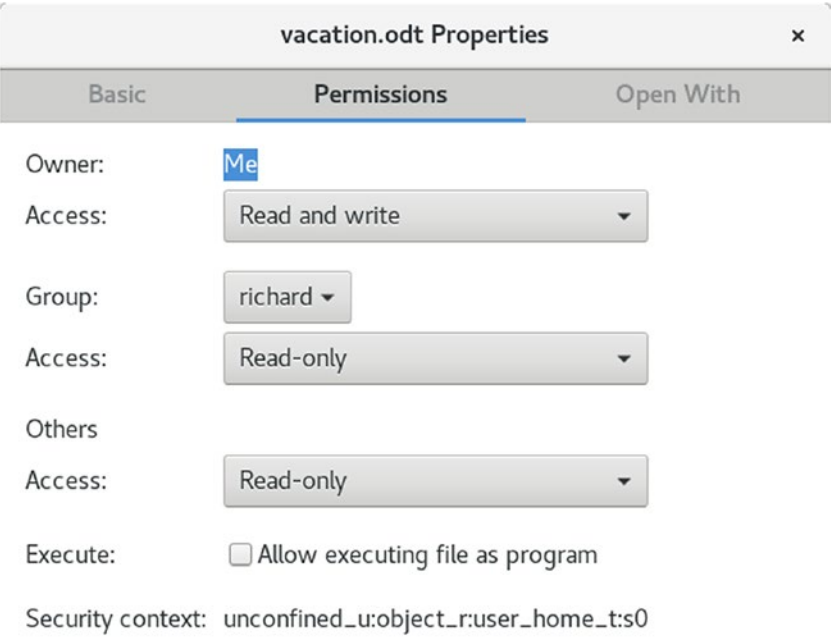 vacation.odt Properties ×
Basic Permissions Open With
Owner: Me
Access: Read and write
Group: richard
Access: Read-only
Others
Access: Read-only
Execute: Allow executing file as program
Security context: unconfined_u:object_r:user_home_t:s0